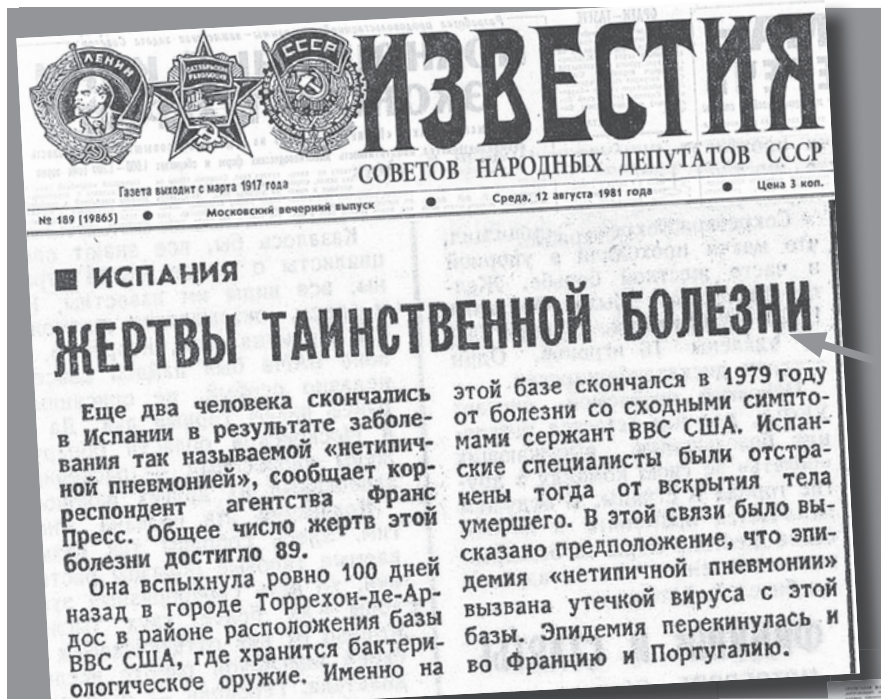 ЛЕНИН
ОКТЯБРЬСКАЯ
РЕВОЛЮЦИЯ
СССР
ИЗВЕСТИЯ
СОВЕТОВ НАРОДНЫХ ДЕПУТАТОВ СССР
Газета выходит с марта 1917 года
№ 189 [19865] ● Московский вечерний выпуск ● Среда, 12 августа 1981 года ● Цена 3 коп.
■ ИСПАНИЯ
ЖЕРТВЫ ТАИНСТВЕННОЙ БОЛЕЗНИ
Еще два человека скончались
в Испании в результате заболе-
вания так называемой «нетипич-
ной пневмонией», сообщает кор-
респондент агентства Франс
Пресс. Общее число жертв этой
болезни достигло 89.
Она вспыхнула ровно 100 дней
назад в городе Торрехон-де-Ар-
дос в районе расположения базы
ВВС США, где хранится бактери-
ологическое оружие. Именно на
этой базе скончался в 1979 году
от болезни со сходными симпто-
мами сержант ВВС США. Испан-
ские специалисты были отстра-
нены тогда от вскрытия тела
умершего. В этой связи было вы-
сказано предположение, что эпи-
демия «нетипичной пневмонии»
вызвана утечкой вируса с этой
базы. Эпидемия перекинулась и
во Францию и Португалию.